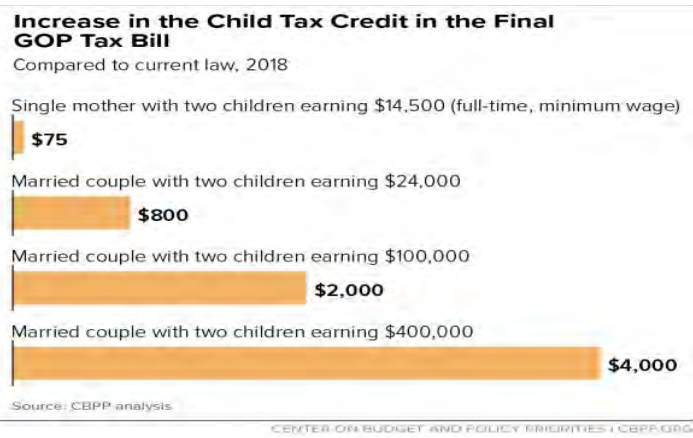 Increase in the Child Tax Credit in the Final
GOP Tax Bill
Compared to current law, 2018
Single mother with two children earning $14,500 (full-time, minimum wage)
$75
Married couple with two children earning $24,000
$800
Married couple with two children earning $100,000
$2,000
Married couple with two children earning $400,000
$4,000
Source: CBPP analysis
CENTER ON BUDGET AND POLICY PRIORITIES I CBPP.ORG